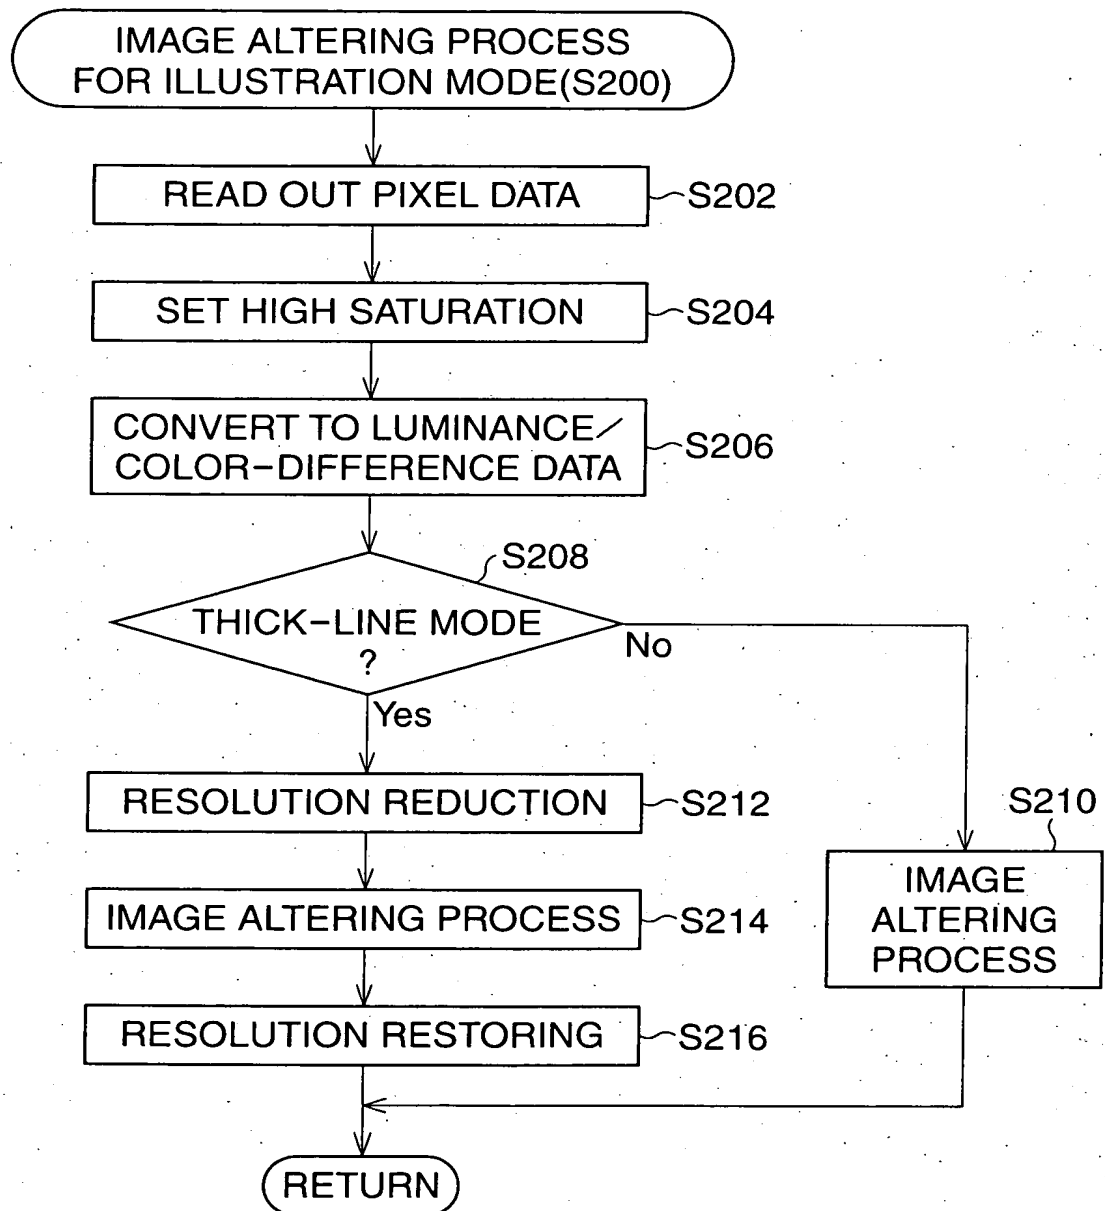 IMAGE ALTERING PROCESS
FOR ILLUSTRATION MODE(S200)
READ OUT PIXEL DATA
S202
SET HIGH SATURATION
S204
CONVERT TO LUMINANCE/
COLOR-DIFFERENCE DATA
S206
S208
THICK-LINE MODE
?
No
Yes
RESOLUTION REDUCTION
S212
S210
IMAGE
ALTERING
PROCESS
IMAGE ALTERING PROCESS
S214
RESOLUTION RESTORING
S216
RETURN